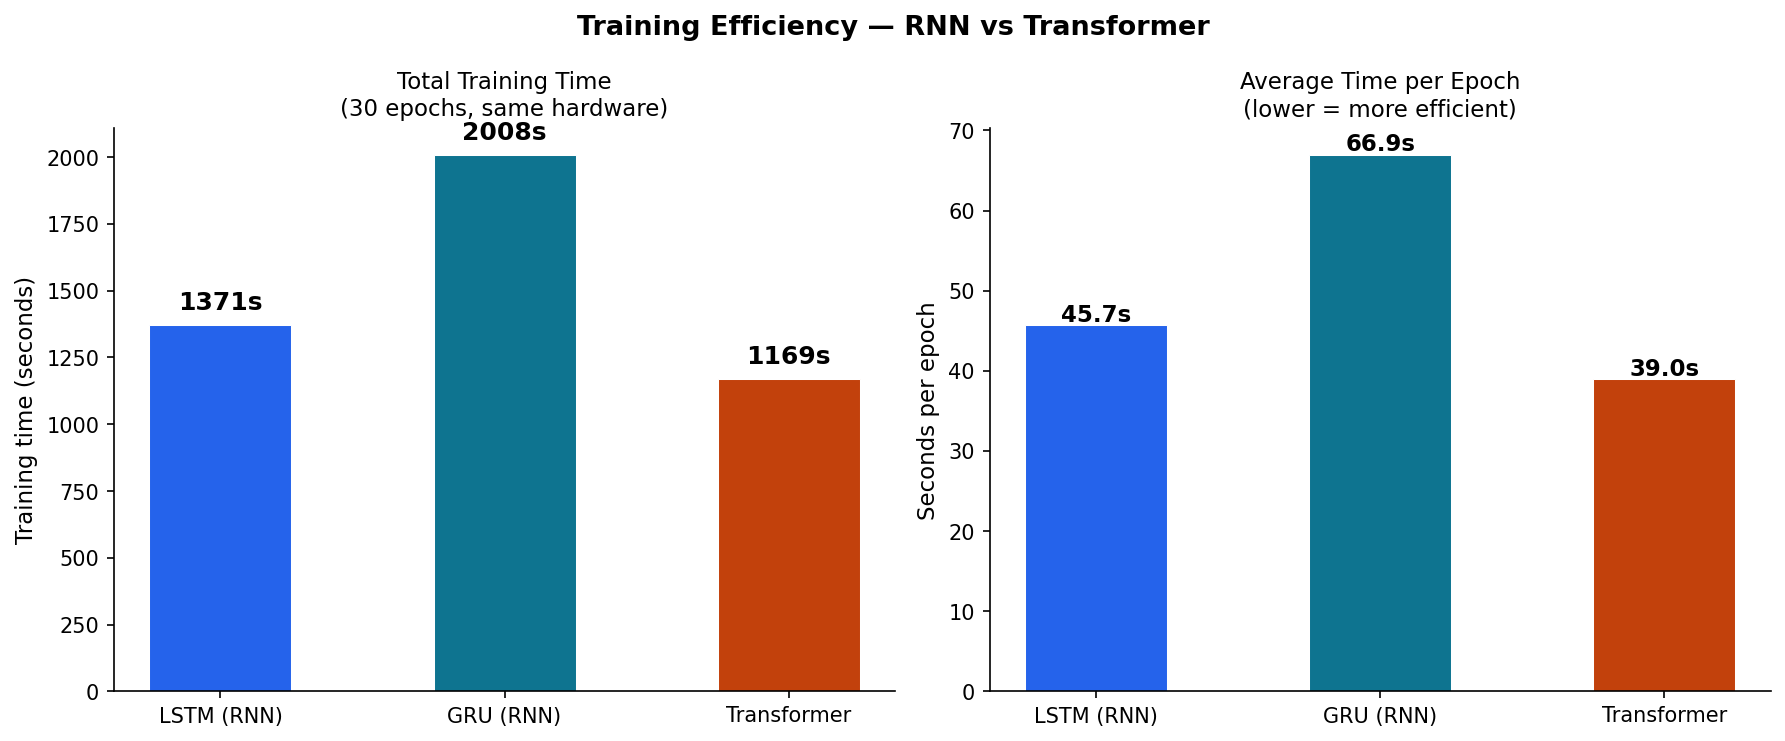 Training Efficiency — RNN vs Transformer
Total Training Time
(30 epochs, same hardware)
Training time (seconds)
2000
1750
1500
1250
1000
750
500
250
0
1371s
2008s
1169s
LSTM (RNN)
GRU (RNN)
Transformer
Average Time per Epoch
(lower = more efficient)
Seconds per epoch
70
60
50
40
30
20
10
0
45.7s
66.9s
39.0s
LSTM (RNN)
GRU (RNN)
Transformer